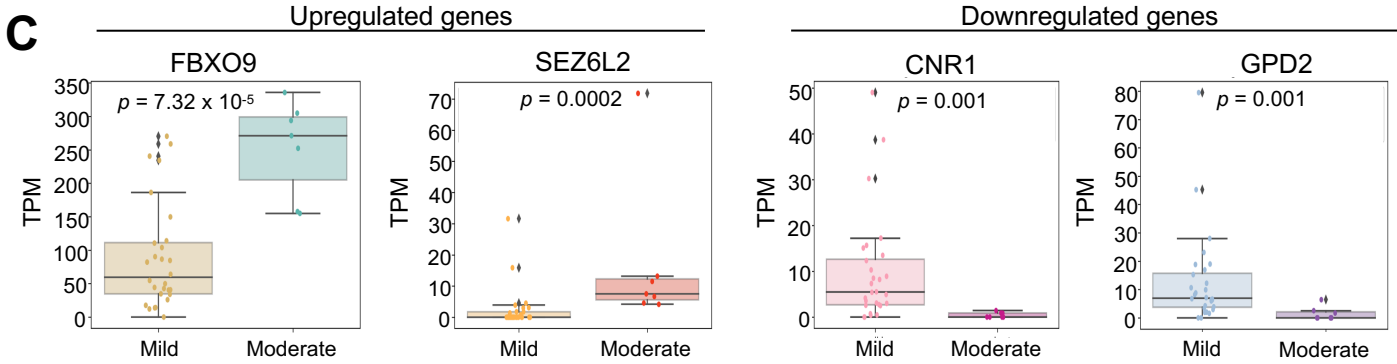 C
Upregulated genes
Downregulated genes
FBXO9
SEZ6L2
CNR1
GPD2
p = 7.32 x 10-5
p = 0.0002
p = 0.001
p = 0.001
TPM
350
300
250
200
150
100
50
0
Mild
Moderate
TPM
70
60
50
40
30
20
10
0
Mild
Moderate
TPM
50
40
30
20
10
0
Mild
Moderate
TPM
80
70
60
50
40
30
20
10
0
Mild
Moderate